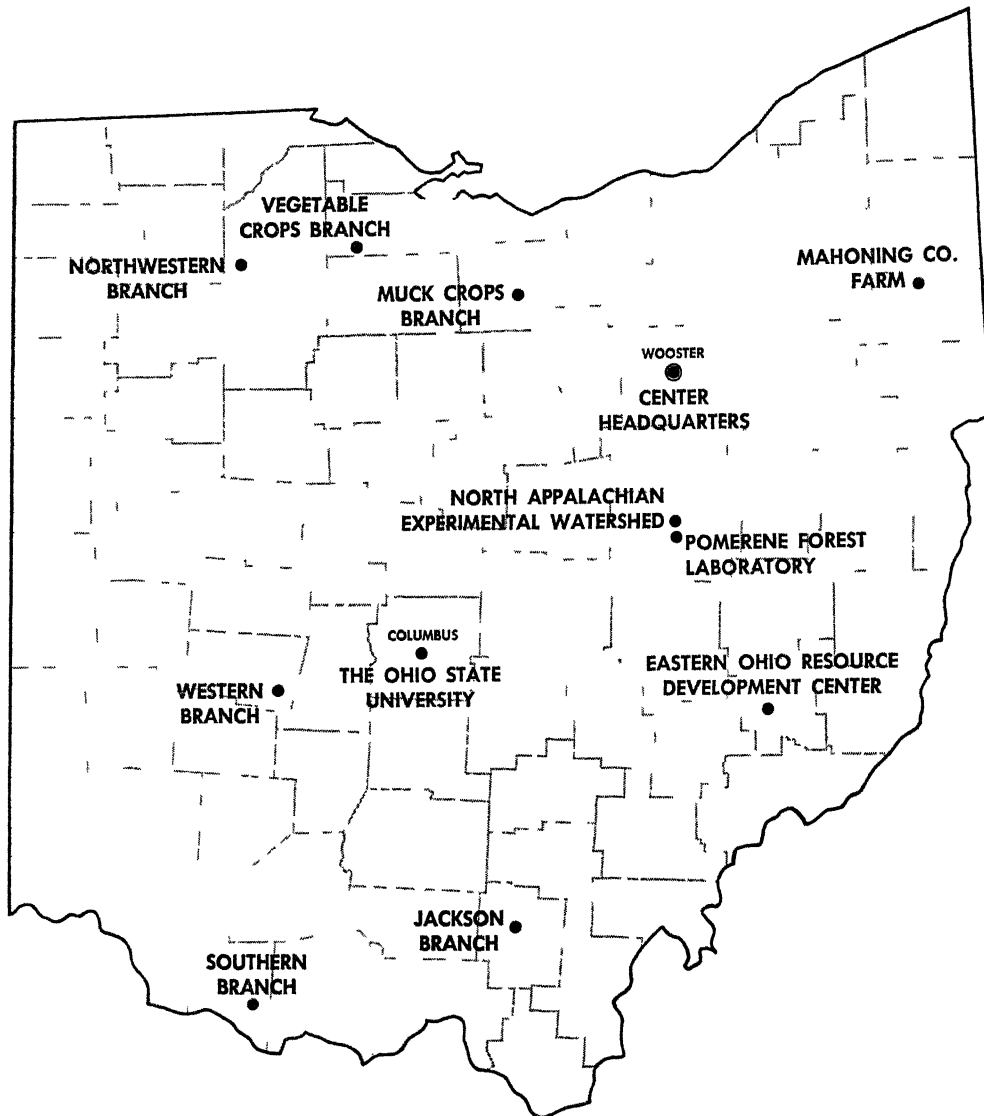 VEGETABLE
CROPS BRANCH
NORTHWESTERN
BRANCH
MAHONING CO.
FARM
MUCK CROPS
BRANCH
WOOSTER
CENTER
HEADQUARTERS
NORTH APPALACHIAN
EXPERIMENTAL WATERSHED
POMERENE FOREST
LABORATORY
COLUMBUS
THE OHIO STATE
UNIVERSITY
EASTERN OHIO RESOURCE
DEVELOPMENT CENTER
WESTERN
BRANCH
JACKSON
BRANCH
SOUTHERN
BRANCH